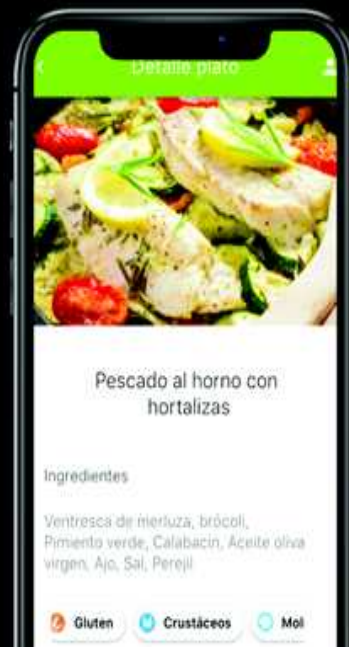 Detalle plato
Pescado al horno con
hortalizas
Ingredientes
Ventresca de merluza, brócoli,
Pimiento verde, Calabacín, Aceite oliva
virgen, Ajo, Sal, Perejil
Gluten Crustáceos Mol